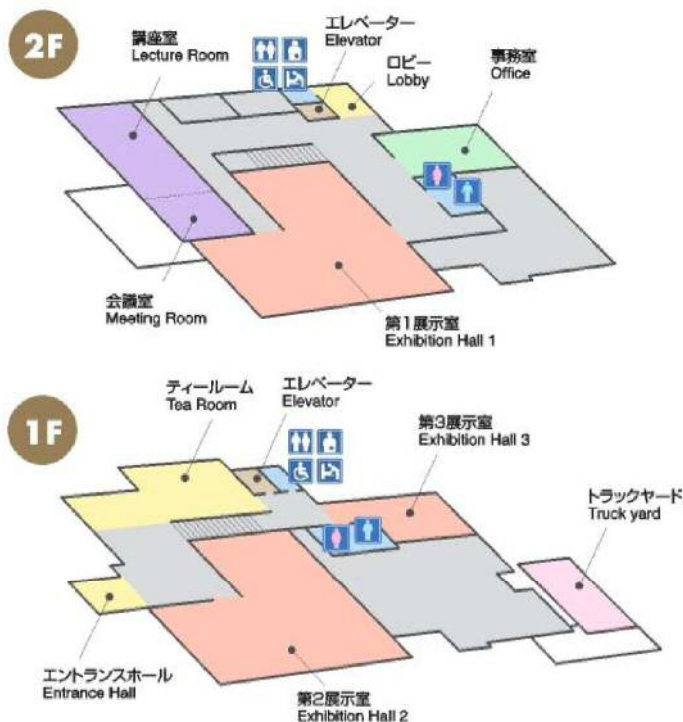 2F
講座室
Lecture Room
エレベーター
Elevator
ロビー
Lobby
事務室
Office
会議室
Meeting Room
第1展示室
Exhibition Hall 1
1F
ティールーム
Tea Room
エレベーター
Elevator
第3展示室
Exhibition Hall 3
トラックヤード
Truck yard
エントランスホール
Entrance Hall
第2展示室
Exhibition Hall 2